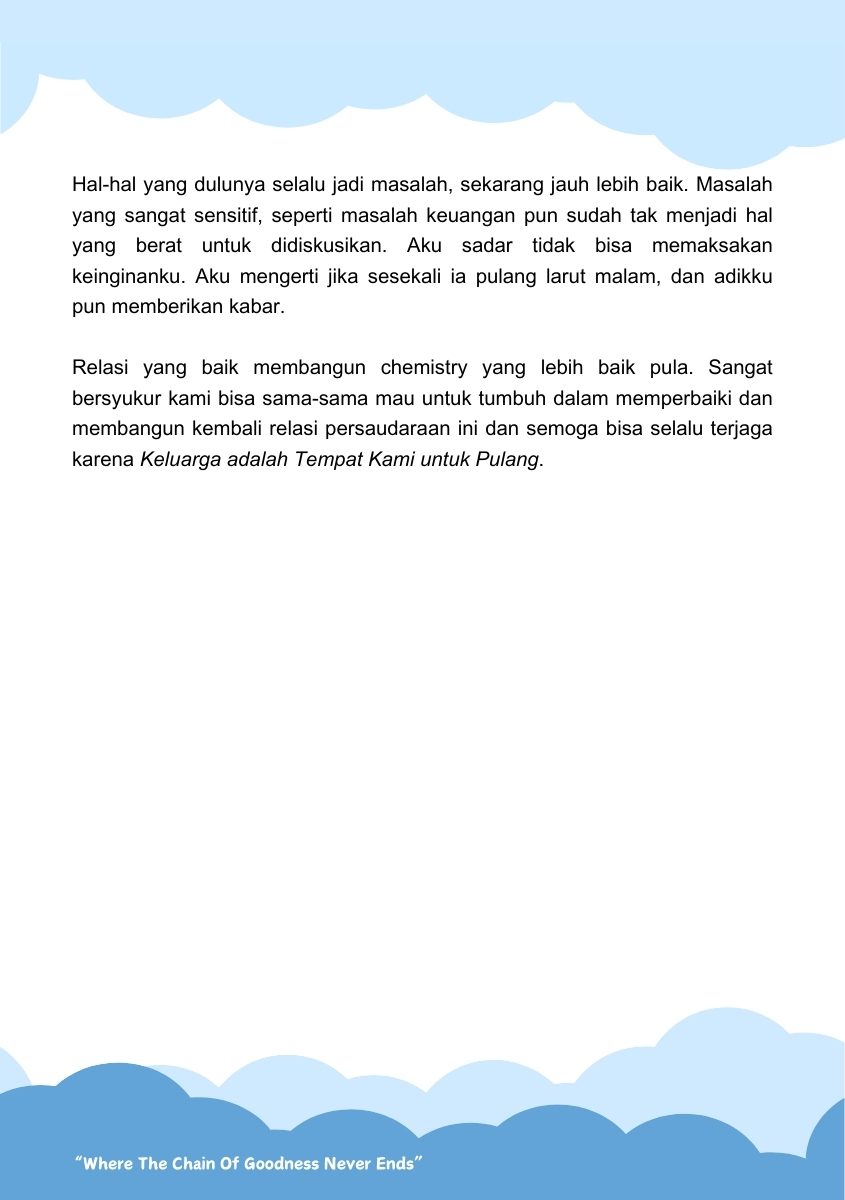 Hal-hal yang dulunya selalu jadi masalah, sekarang jauh lebih baik. Masalah
yang sangat sensitif, seperti masalah keuangan pun sudah tak menjadi hal
yang berat untuk didiskusikan. Aku sadar tidak bisa memaksakan
keinginanku. Aku mengerti jika sesekali ia pulang larut malam, dan adikku
pun memberikan kabar.
Relasi yang baik membangun chemistry yang lebih baik pula. Sangat
bersyukur kami bisa sama-sama mau untuk tumbuh dalam memperbaiki dan
membangun kembali relasi persaudaraan ini dan semoga bisa selalu terjaga
karena Keluarga adalah Tempat Kami untuk Pulang.
“Where The Chain Of Goodness Never Ends”